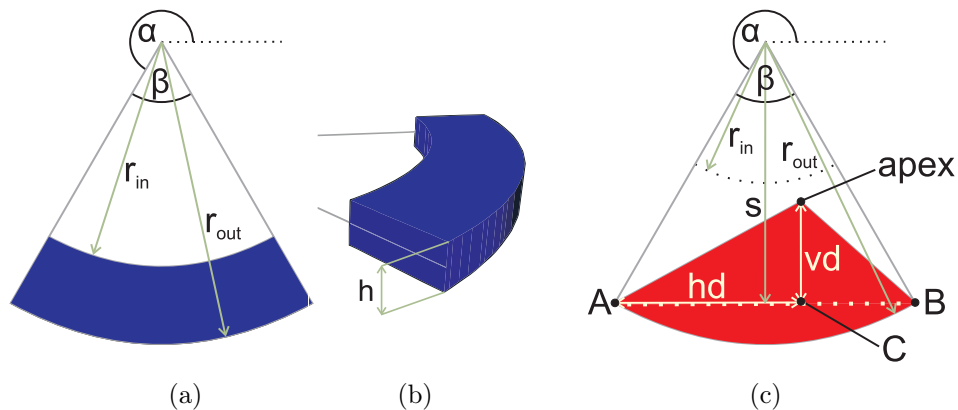 α
β
r_in
r_out
(a)
h
(b)
α
β
r_in
r_out
apex
s
vd
hd
A
B
C
(c)